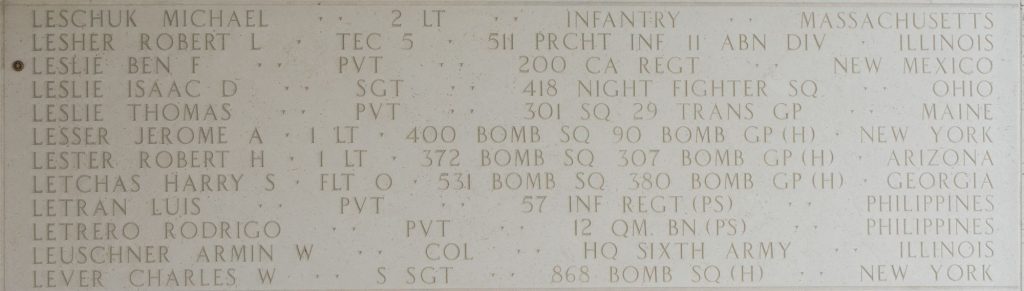 LESCHUK MICHAEL · · 2 LT · · INFANTRY · · MASSACHUSETTS
LESHER ROBERT L · TEC 5 · 511 PRCHT INF 11 ABN DIV · ILLINOIS
LESLIE BEN F · · PVT · · 200 CA REGT · · NEW MEXICO
LESLIE ISAAC D · · SGT · · 418 NIGHT FIGHTER SQ · · OHIO
LESLIE THOMAS · · PVT · · 301 SQ 29 TRANS GP · · MAINE
LESSER JEROME A · 1 LT · 400 BOMB SQ 90 BOMB GP (H) · NEW YORK
LESTER ROBERT H · 1 LT · 372 BOMB SQ 307 BOMB GP (H) · ARIZONA
LETCHAS HARRY S · FLT O · 531 BOMB SQ 380 BOMB GP (H) · GEORGIA
LETRAN LUIS · · PVT · · 57 INF REGT (PS) · · PHILIPPINES
LETRERO RODRIGO · · PVT · · 12 QM BN (PS) · · PHILIPPINES
LEUSCHNER ARMIN W · · COL · · HQ SIXTH ARMY · · ILLINOIS
LEVER CHARLES W · · S SGT · · 868 BOMB SQ (H) · · NEW YORK